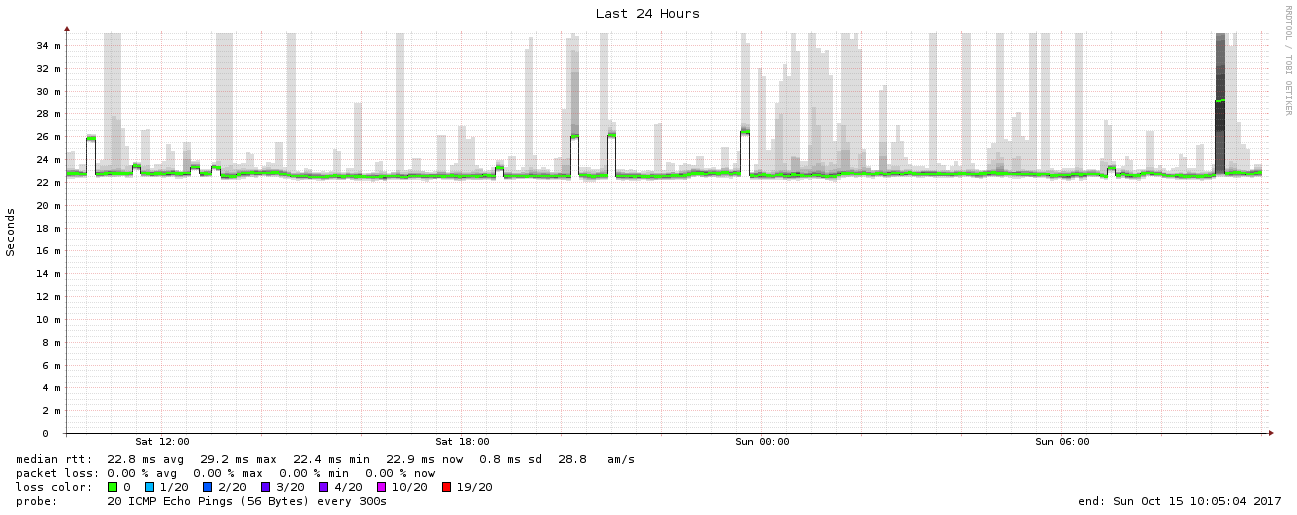 Last 24 Hours
RRDTOOL / TOBI OETIKER
34 m
32 m
30 m
28 m
26 m
24 m
22 m
20 m
18 m
16 m
14 m
12 m
10 m
8 m
6 m
4 m
2 m
0
Seconds
Sat 12:00 Sat 18:00 Sun 00:00 Sun 06:00
median rtt: 22.8 ms avg 29.2 ms max 22.4 ms min 22.9 ms now 0.8 ms sd 28.8 am/s
packet loss: 0.00 % avg 0.00 % max 0.00 % min 0.00 % now
loss color: 0 1/20 2/20 3/20 4/20 10/20 19/20
probe: 20 ICMP Echo Pings (56 Bytes) every 300s end: Sun Oct 15 10:05:04 2017